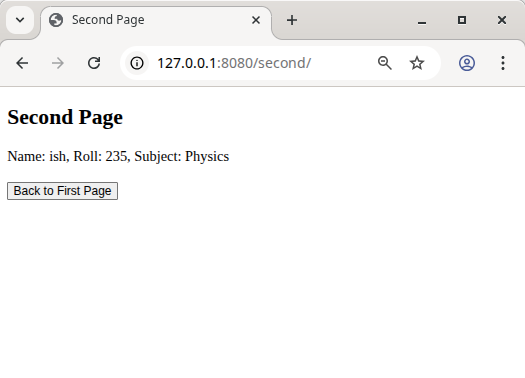 Second Page
127.0.0.1:8080/second/
Second Page
Name: ish, Roll: 235, Subject: Physics
Back to First Page